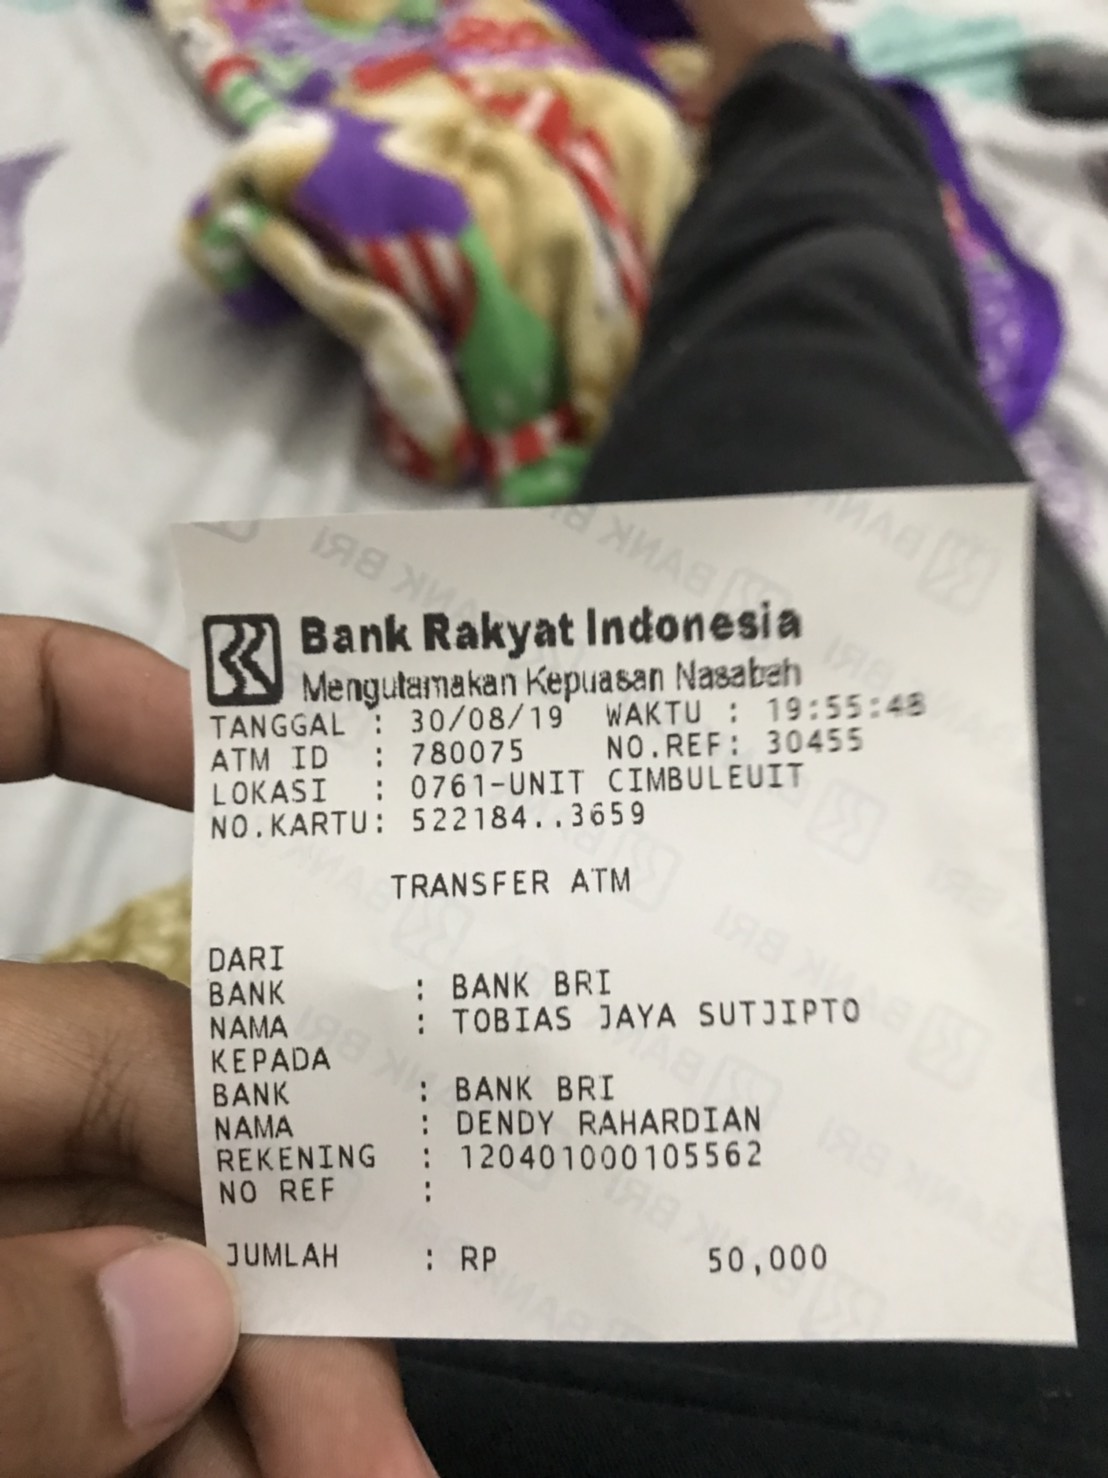 Bank Rakyat Indonesia
Mengutamakan Kepuasan Nasabah
TANGGAL : 30/08/19 WAKTU : 19:55:48
ATM ID : 780075 NO.REF: 30455
LOKASI : 0761-UNIT CIMBULEUIT
NO.KARTU: 522184..3659
TRANSFER ATM
DARI
BANK : BANK BRI
NAMA : TOBIAS JAYA SUTJIPTO
KEPADA
BANK : BANK BRI
NAMA : DENDY RAHARDIAN
REKENING : 120401000105562
NO REF :
JUMLAH : RP 50,000